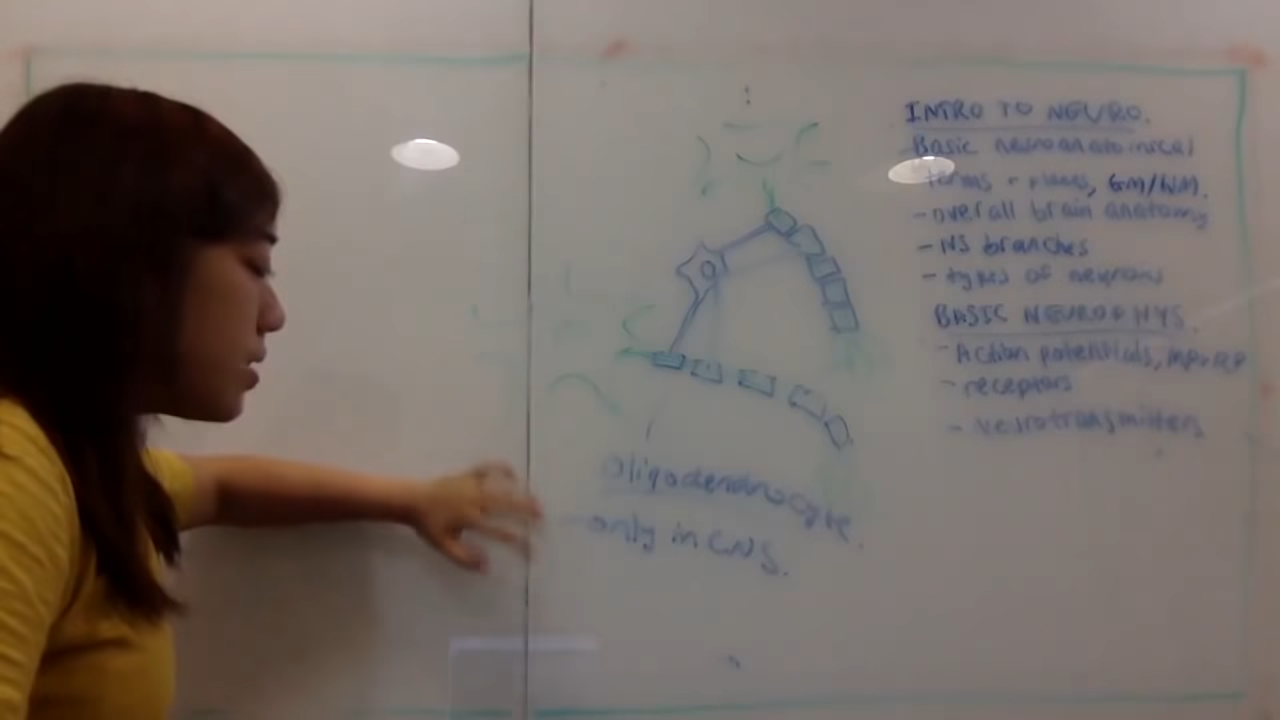 INTRO TO NEURO.
Basic neuroanatomical
terms - planes, GM/WM.
- overall brain anatomy
- NS branches
- types of neurons
BASIC NEUROPHYS.
- Action potentials,
- receptors
- neurotransmitters
oligodendrocyte.
- only in CNS.